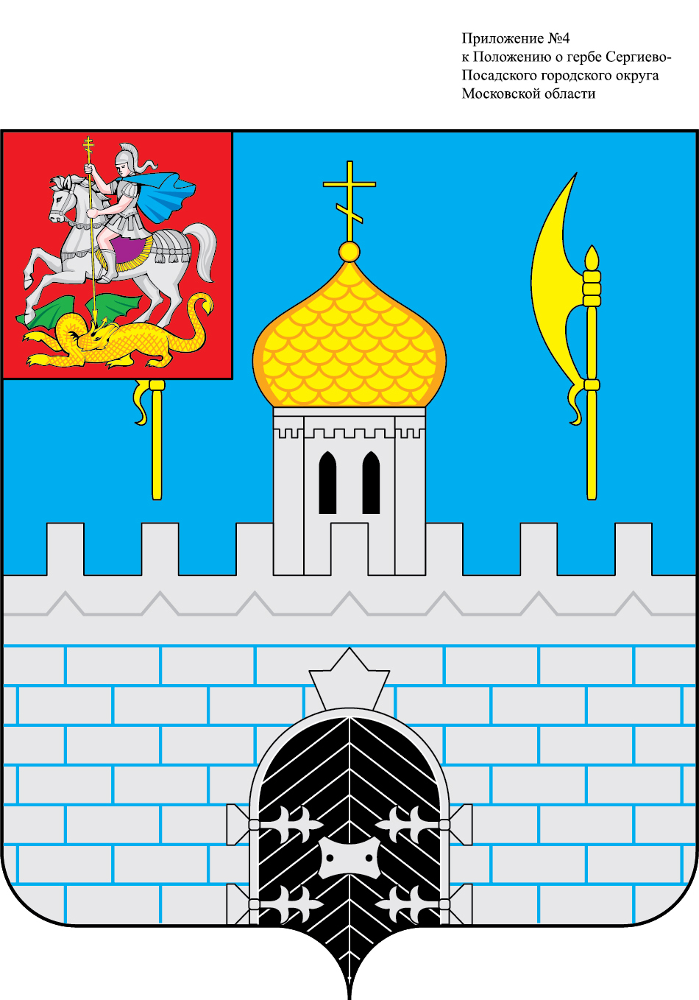 Приложение №4
к Положению о гербе Сергиево-
Посадского городского округа
Московской области